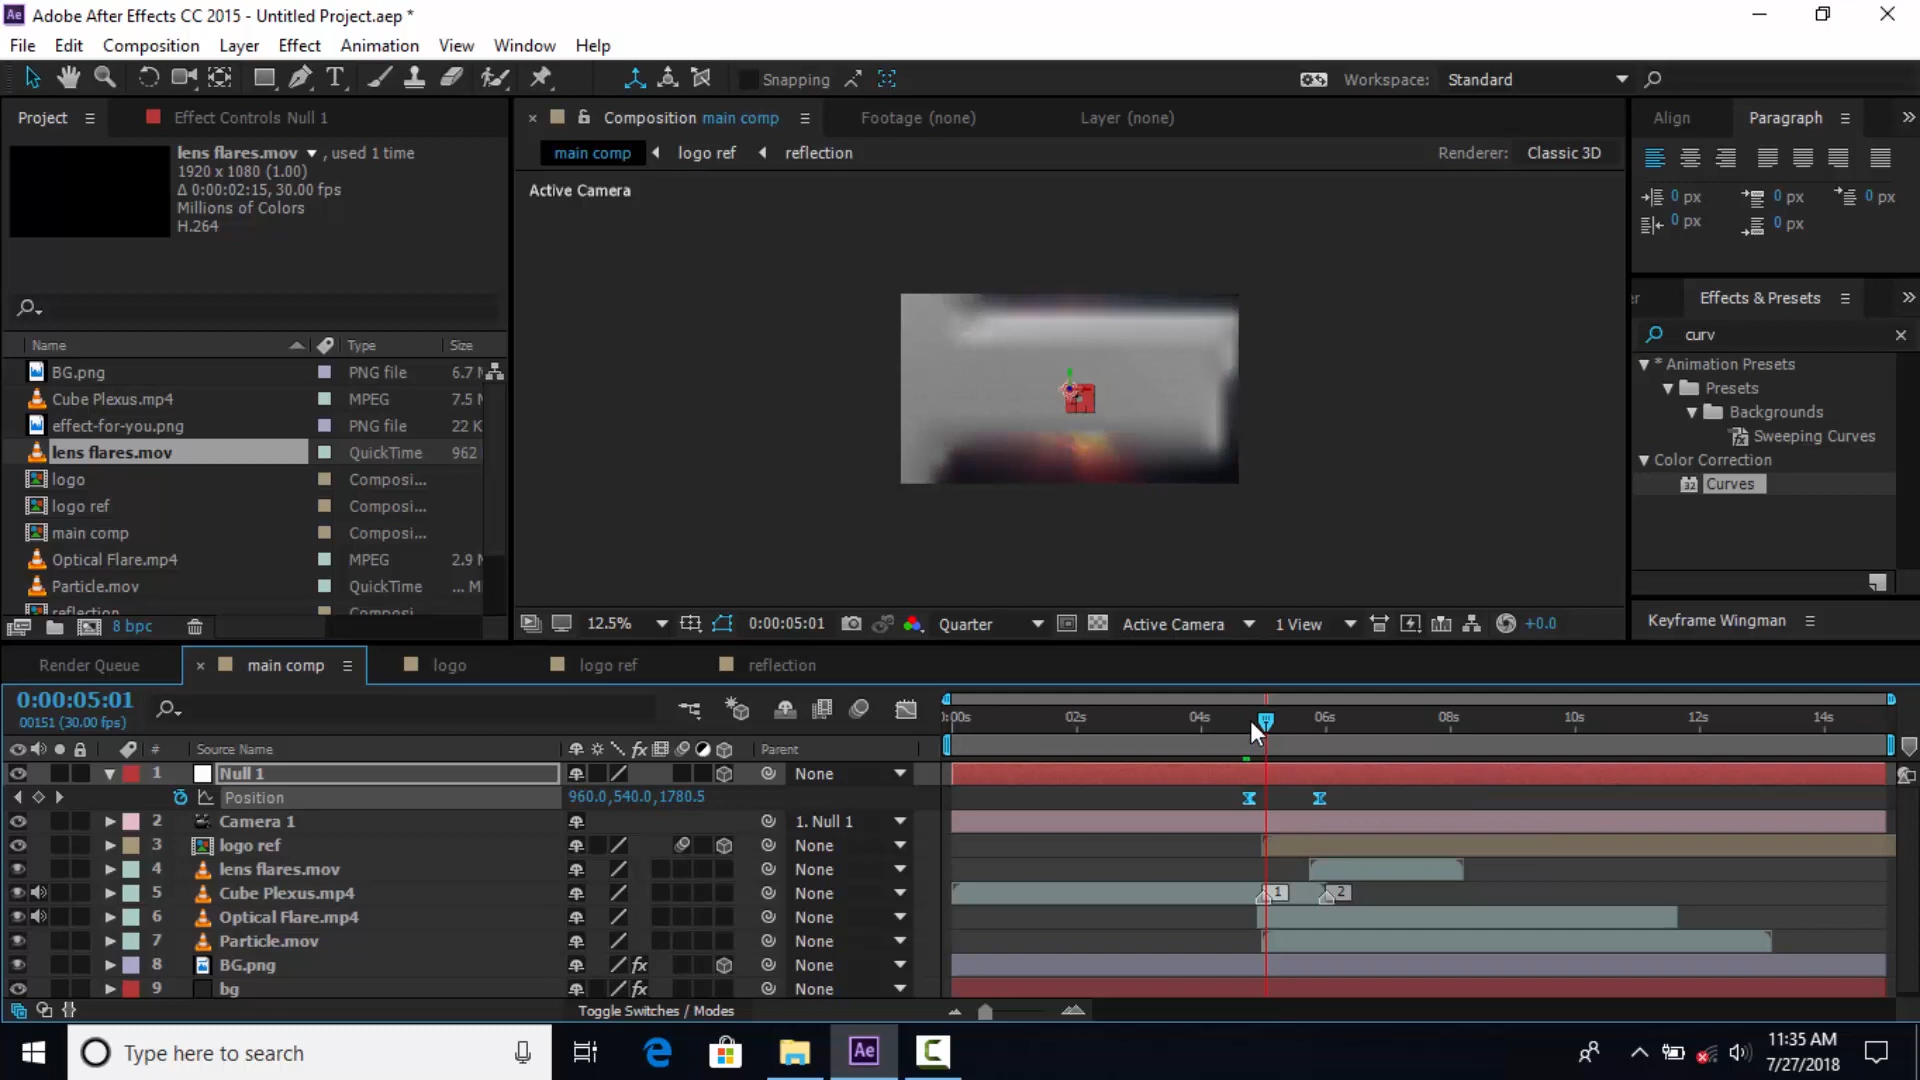 Adobe After Effects CC 2015 - Untitled Project.aep *
File Edit Composition Layer Effect Animation View Window Help
Snapping Workspace: Standard
Project Effect Controls Null 1
lens flares.mov , used 1 time
1920 x 1080 (1.00)
Δ 0:00:02:15, 30.00 fps
Millions of Colors
H.264
Name Type Size
BG.png PNG file 6.7 M
Cube Plexus.mp4 MPEG 7.5 M
effect-for-you.png PNG file 22 K
lens flares.mov QuickTime 962
logo Composi...
logo ref Composi...
main comp Composi...
Optical Flare.mp4 MPEG 2.9 M
Particle.mov QuickTime ... M
reflection Composi
8 bpc
Composition main comp Footage (none) Layer (none)
main comp logo ref reflection Renderer: Classic 3D
Active Camera
12.5% 0:00:05:01 Quarter Active Camera 1 View +0.0
Align Paragraph
0 px 0 px 0 px
0 px 0 px
er Effects & Presets
curv
* Animation Presets
Presets
Backgrounds
Sweeping Curves
Color Correction
32 Curves
Keyframe Wingman
Render Queue main comp logo logo ref reflection
0:00:05:01
00151 (30.00 fps)
):00s 02s 04s 06s 08s 10s 12s 14s
# Source Name fx Parent
1 Null 1 None
Position 960.0,540.0,1780.5
2 Camera 1 1. Null 1
3 logo ref None
4 lens flares.mov None
5 Cube Plexus.mp4 None 1 2
6 Optical Flare.mp4 None
7 Particle.mov None
8 BG.png fx None
9 bg fx None
Toggle Switches / Modes
Type here to search
Ae
11:35 AM
7/27/2018